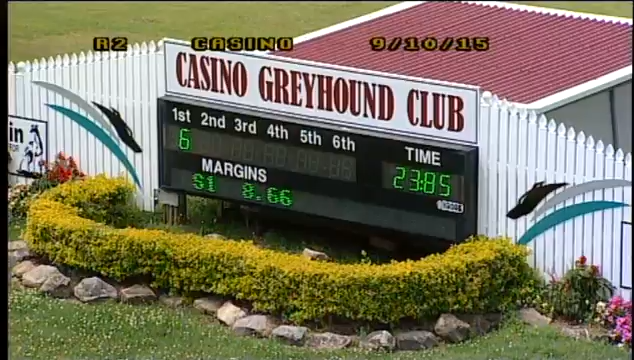 R2 CASINO 9/10/15
CASINO GREYHOUND CLUB
1st 2nd 3rd 4th 5th 6th
6
TIME
23:85
MARGINS
S1 8.66
in